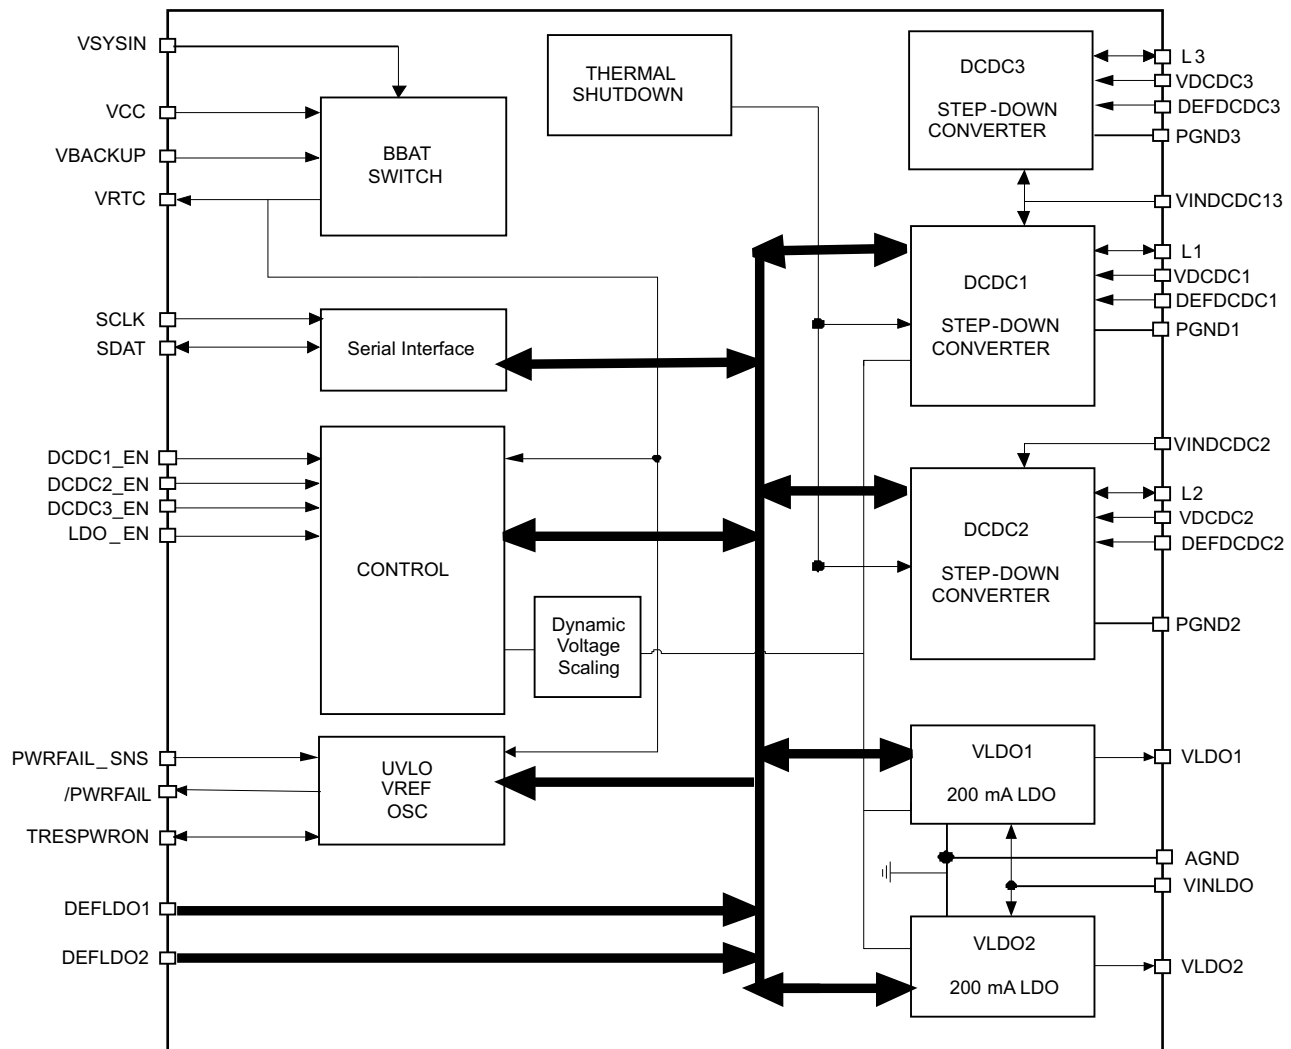 VSYSIN
VCC
VBACKUP
VRTC
SCLK
SDAT
DCDC1_EN
DCDC2_EN
DCDC3_EN
LDO_EN
PWRFAIL_SNS
/PWRFAIL
TRESPWRON
DEFLDO1
DEFLDO2
BBAT
SWITCH
Serial Interface
CONTROL
UVLO
VREF
OSC
THERMAL
SHUTDOWN
Dynamic
Voltage
Scaling
DCDC3
STEP-DOWN
CONVERTER
DCDC1
STEP-DOWN
CONVERTER
DCDC2
STEP-DOWN
CONVERTER
VLDO1
200 mA LDO
VLDO2
200 mA LDO
L3
VDCDC3
DEFDCDC3
PGND3
VINDCDC13
L1
VDCDC1
DEFDCDC1
PGND1
VINDCDC2
L2
VDCDC2
DEFDCDC2
PGND2
VLDO1
AGND
VINLDO
VLDO2